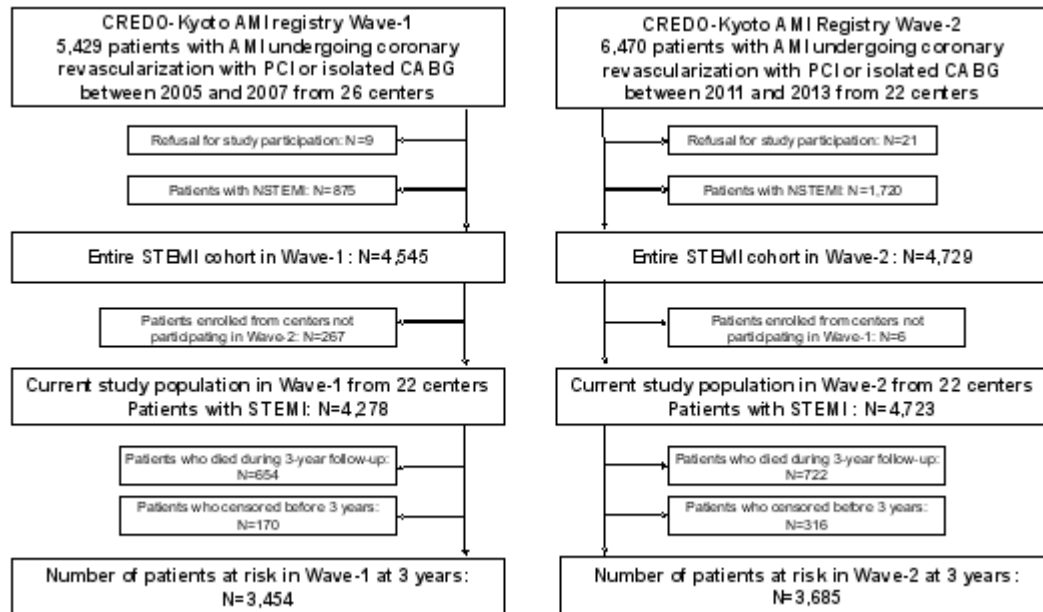 CREDO-Kyoto AMI registry Wave-1
5,429 patients with AMI undergoing coronary
revascularization with PCI or isolated CABG
between 2005 and 2007 from 26 centers
Refusal for study participation: N=9
Patients with NSTEMI: N=875
Entire STEMI cohort in Wave-1: N=4,545
Patients enrolled from centers not
participating in Wave-2: N=267
Current study population in Wave-1 from 22 centers
Patients with STEMI: N=4,278
Patients who died during 3-year follow-up:
N=654
Patients who censored before 3 years:
N=170
Number of patients at risk in Wave-1 at 3 years:
N=3,454
CREDO-Kyoto AMI Registry Wave-2
6,470 patients with AMI undergoing coronary
revascularization with PCI or isolated CABG
between 2011 and 2013 from 22 centers
Refusal for study participation: N=21
Patients with NSTEMI: N=1,720
Entire STEMI cohort in Wave-2: N=4,729
Patients enrolled from centers not
participating in Wave-1: N=6
Current study population in Wave-2 from 22 centers
Patients with STEMI : N=4,723
Patients who died during 3-year follow-up:
N=722
Patients who censored before 3 years:
N=316
Number of patients at risk in Wave-2 at 3 years:
N=3,685